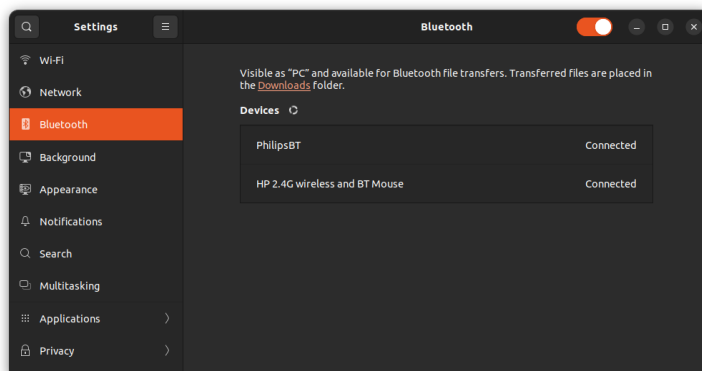 Settings
Bluetooth
Wi-Fi
Network
Bluetooth
Background
Appearance
Notifications
Search
Multitasking
Applications
Privacy
Visible as “PC” and available for Bluetooth file transfers. Transferred files are placed in
the Downloads folder.
Devices
PhilipsBT Connected
HP 2.4G wireless and BT Mouse Connected